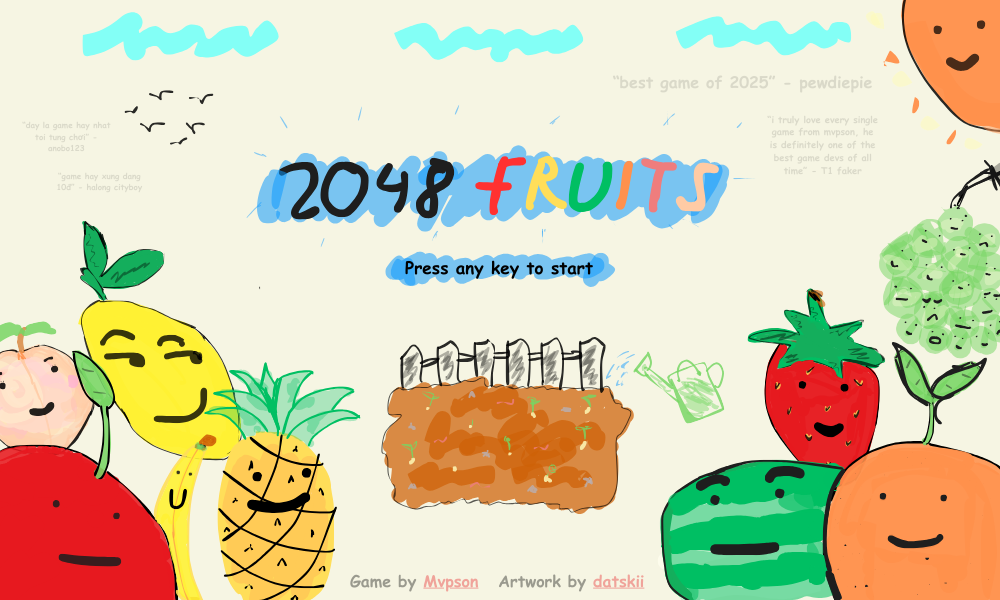 "best game of 2025" - pewdiepie
"day la game hay nhat
toi tung choi" -
anabo123
"i truly love every single
game from mvpson, he
is definitely one of the
best game devs of all
time" - T1 faker
"game hay xung dang
10đ" - halong cityboy
2048 FRUITS
Press any key to start
Game by Mvpson Artwork by datskii